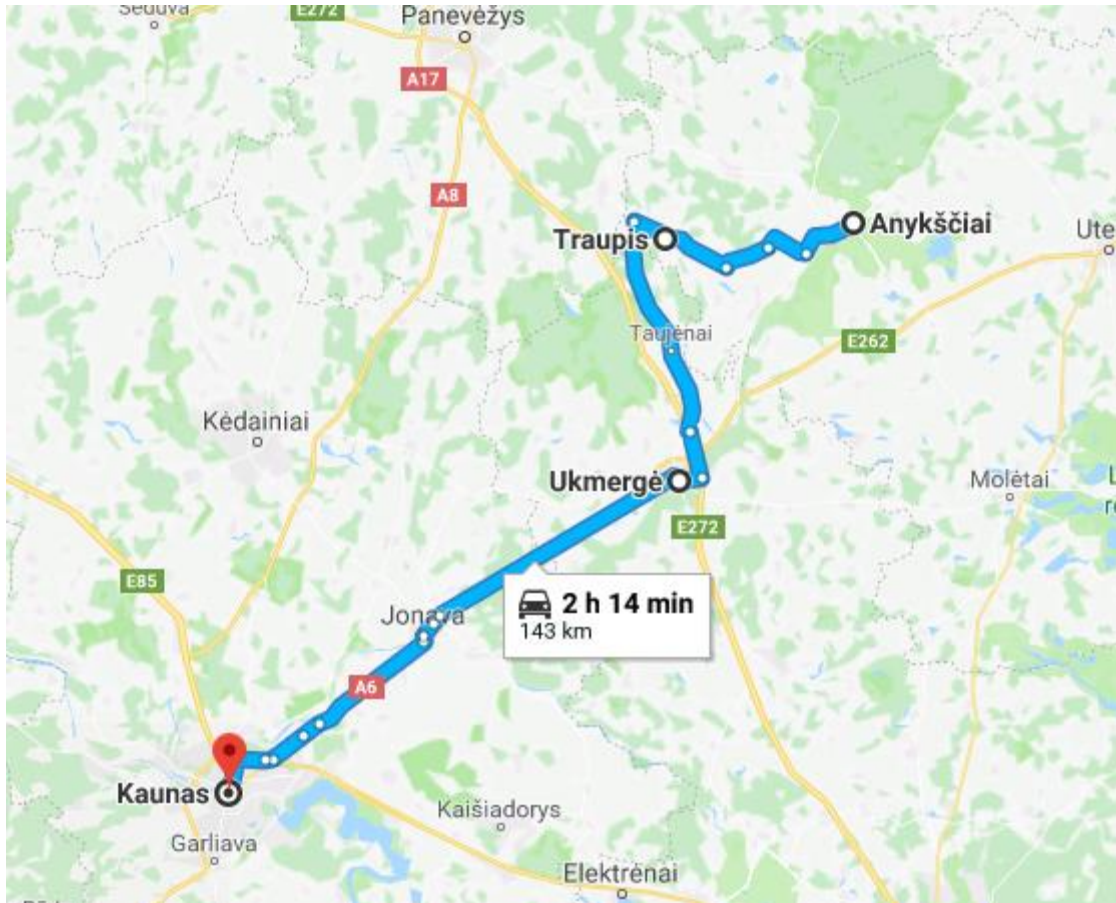 Šeduva
E272
Panevėžys
A17
A8
Traupis
Anykščiai
Ute
Taujėnai
E262
Kėdainiai
Ukmergė
Molėtai
E272
E85
2 h 14 min
143 km
Jonava
A6
Kaunas
Kaišiadorys
Garliava
Elektrėnai